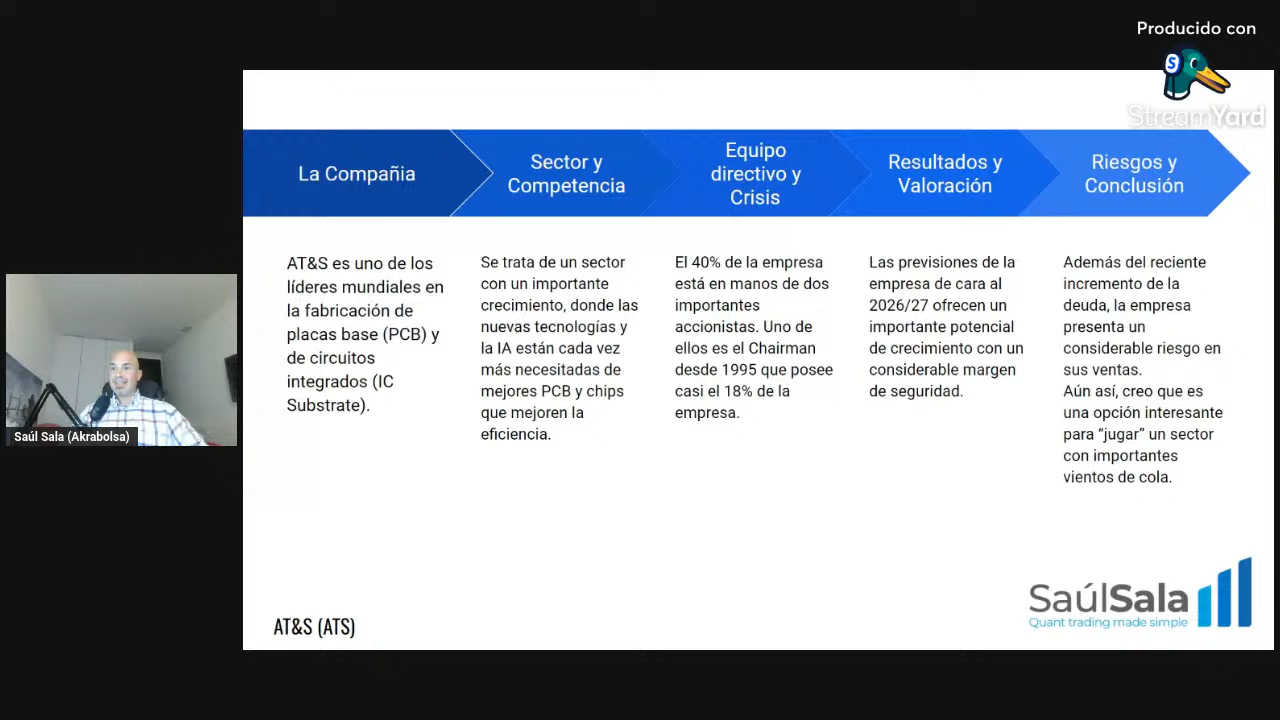 Producido con
StreamYard
La Compañia
Sector y
Competencia
Equipo
directivo y
Crisis
Resultados y
Valoración
Riesgos y
Conclusión
AT&S es uno de los
líderes mundiales en
la fabricación de
placas base (PCB) y
de circuitos
integrados (IC
Substrate).
Se trata de un sector
con un importante
crecimiento, donde las
nuevas tecnologías y
la IA están cada vez
más necesitadas de
mejores PCB y chips
que mejoren la
eficiencia.
El 40% de la empresa
está en manos de dos
importantes
accionistas. Uno de
ellos es el Chairman
desde 1995 que posee
casi el 18% de la
empresa.
Las previsiones de la
empresa de cara al
2026/27 ofrecen un
importante potencial
de crecimiento con un
considerable margen
de seguridad.
Además del reciente
incremento de la
deuda, la empresa
presenta un
considerable riesgo en
sus ventas.
Aún así, creo que es
una opción interesante
para “jugar” un sector
con importantes
vientos de cola.
Saúl Sala (Akrabolsa)
SaúlSala
Quant trading made simple
AT&S (ATS)